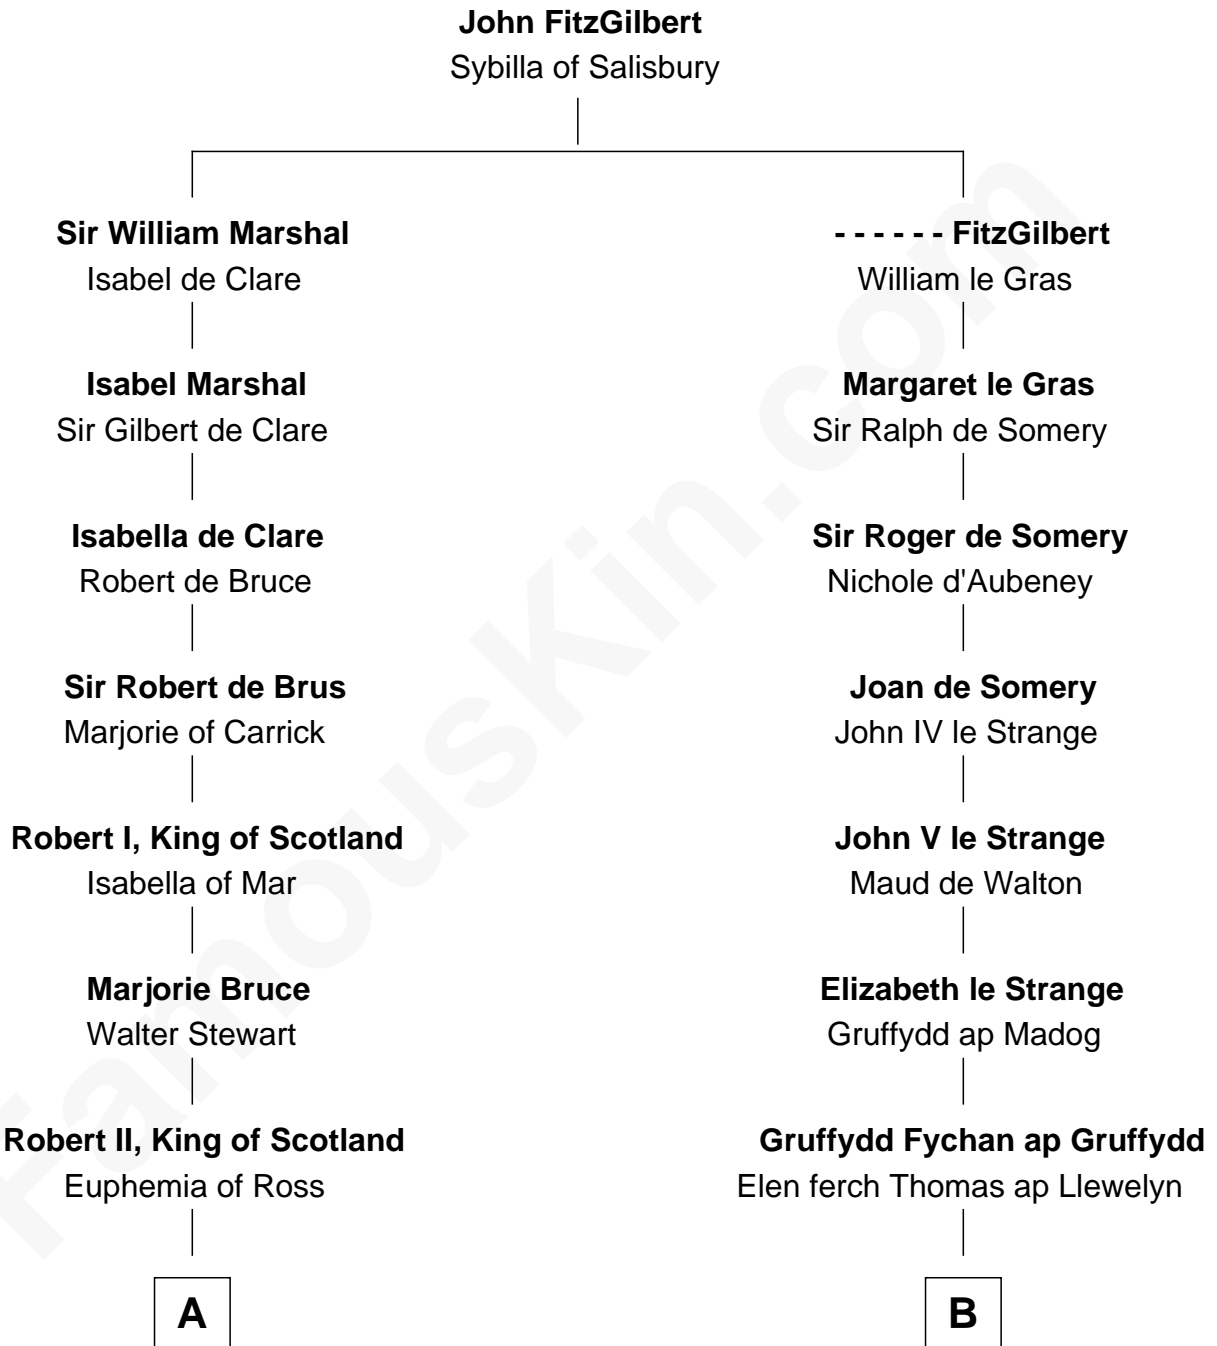 John FitzGilbert
Sybilla of Salisbury
Sir William Marshal
Isabel de Clare
- - - - - - FitzGilbert
William le Gras
Isabel Marshal
Sir Gilbert de Clare
Margaret le Gras
Sir Ralph de Somery
Isabella de Clare
Robert de Bruce
Sir Roger de Somery
Nichole d'Aubeney
Sir Robert de Brus
Marjorie of Carrick
Joan de Somery
John IV le Strange
Robert I, King of Scotland
Isabella of Mar
John V le Strange
Maud de Walton
Marjorie Bruce
Walter Stewart
Elizabeth le Strange
Gruffydd ap Madog
Robert II, King of Scotland
Euphemia of Ross
Gruffydd Fychan ap Gruffydd
Elen ferch Thomas ap Llewelyn
A
B
FamousKin.com